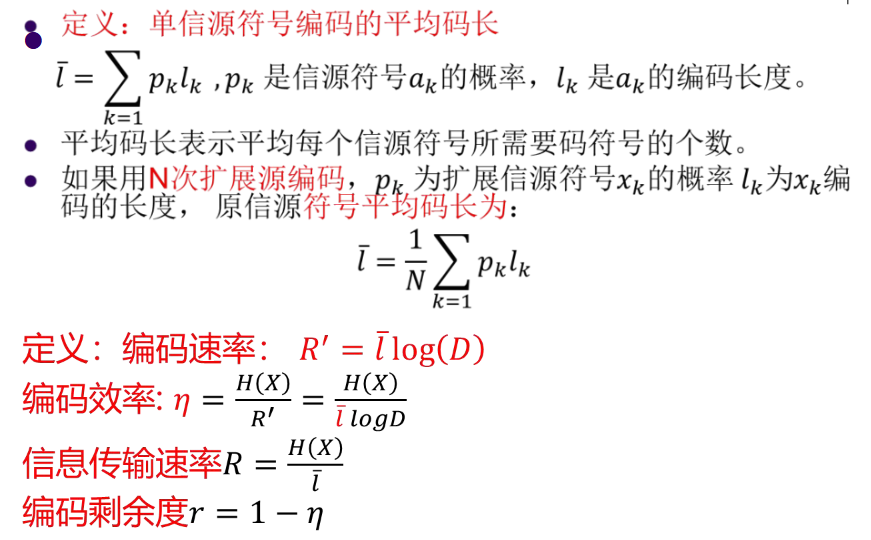 定义：单信源符号编码的平均码长
l̄ = ∑_{k=1} p_k l_k , p_k 是信源符号a_k的概率，l_k 是a_k的编码长度。
平均码长表示平均每个信源符号所需要码符号的个数。
如果用N次扩展源编码，p_k 为扩展信源符号x_k的概率 l_k为x_k编
码的长度， 原信源符号平均码长为：
l̄ = \frac{1}{N} ∑_{k=1} p_k l_k
定义：编码速率： R′ = l̄ log(D)
编码效率: η = \frac{H(X)}{R′} = \frac{H(X)}{l̄ logD}
信息传输速率R = \frac{H(X)}{l̄}
编码剩余度r = 1 − η